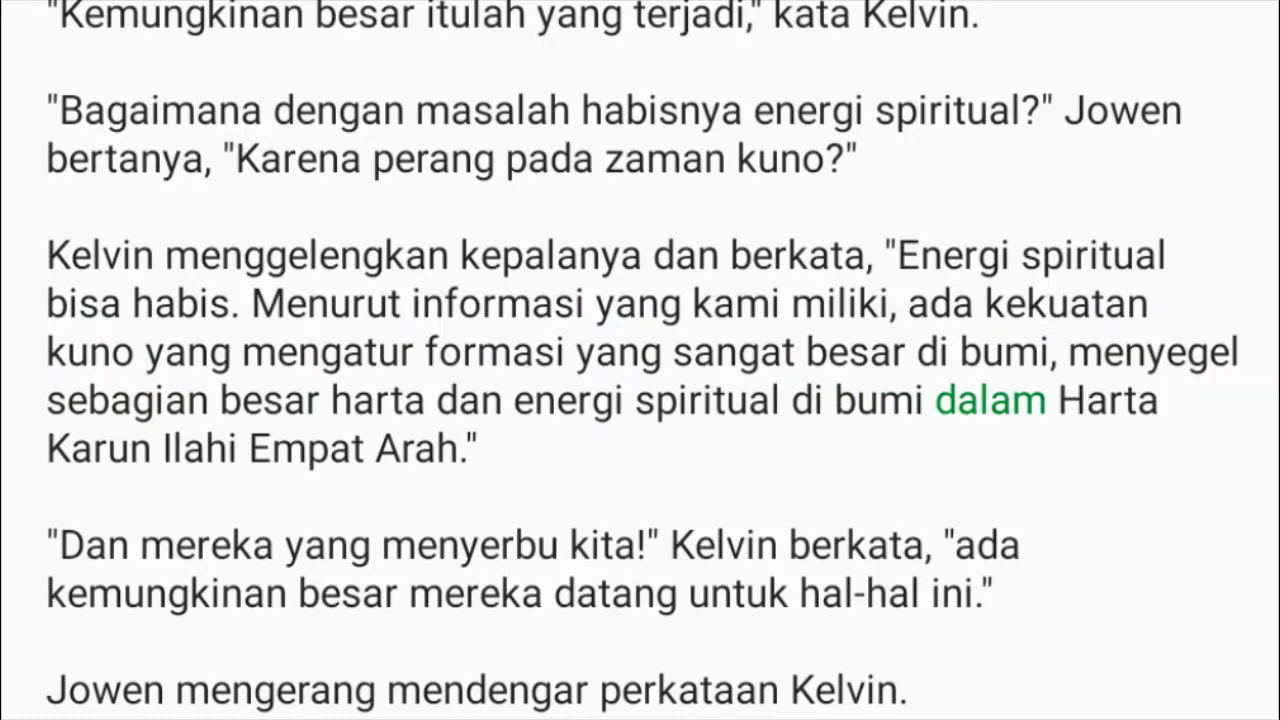 "Kemungkinan besar itulah yang terjadi," kata Kelvin.
"Bagaimana dengan masalah habisnya energi spiritual?" Jowen
bertanya, "Karena perang pada zaman kuno?"
Kelvin menggelengkan kepalanya dan berkata, "Energi spiritual
bisa habis. Menurut informasi yang kami miliki, ada kekuatan
kuno yang mengatur formasi yang sangat besar di bumi, menyegel
sebagian besar harta dan energi spiritual di bumi dalam Harta
Karun Ilahi Empat Arah."
"Dan mereka yang menyerbu kita!" Kelvin berkata, "ada
kemungkinan besar mereka datang untuk hal-hal ini."
Jowen mengerang mendengar perkataan Kelvin.